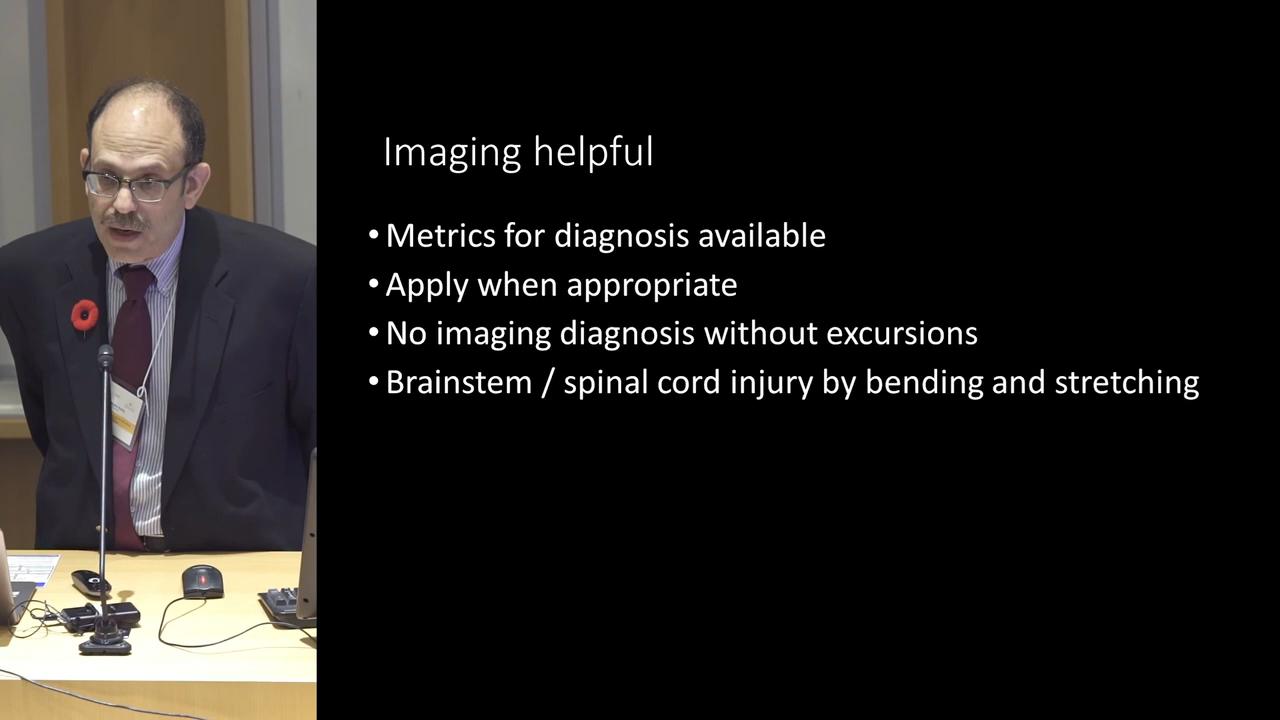 Imaging helpful
• Metrics for diagnosis available
• Apply when appropriate
• No imaging diagnosis without excursions
• Brainstem / spinal cord injury by bending and stretching